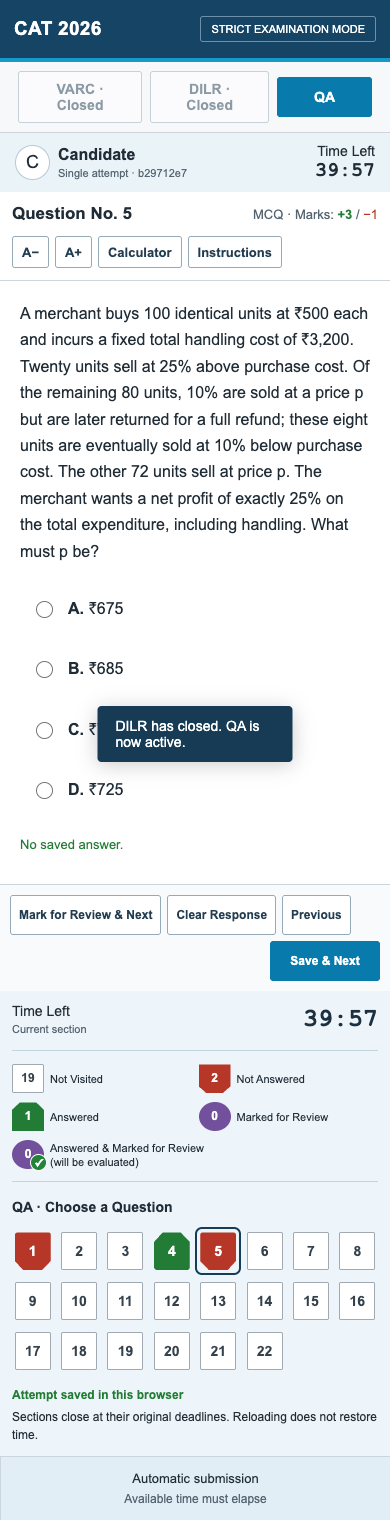 CAT 2026
STRICT EXAMINATION MODE
VARC ·
Closed
DILR ·
Closed
QA
C
Candidate
Single attempt · b29712e7
Time Left
39:57
Question No. 5
MCQ · Marks: +3 / −1
A−
A+
Calculator
Instructions
A merchant buys 100 identical units at ₹500 each
and incurs a fixed total handling cost of ₹3,200.
Twenty units sell at 25% above purchase cost. Of
the remaining 80 units, 10% are sold at a price p
but are later returned for a full refund; these eight
units are eventually sold at 10% below purchase
cost. The other 72 units sell at price p. The
merchant wants a net profit of exactly 25% on
the total expenditure, including handling. What
must p be?
A. ₹675
B. ₹685
C. ₹
DILR has closed. QA is
now active.
D. ₹725
No saved answer.
Mark for Review & Next
Clear Response
Previous
Save & Next
Time Left
Current section
39:57
19 Not Visited
2 Not Answered
1 Answered
0 Marked for Review
0 Answered & Marked for Review
(will be evaluated)
QA · Choose a Question
1 2 3 4 5 6 7 8
9 10 11 12 13 14 15 16
17 18 19 20 21 22
Attempt saved in this browser
Sections close at their original deadlines. Reloading does not restore
time.
Automatic submission
Available time must elapse